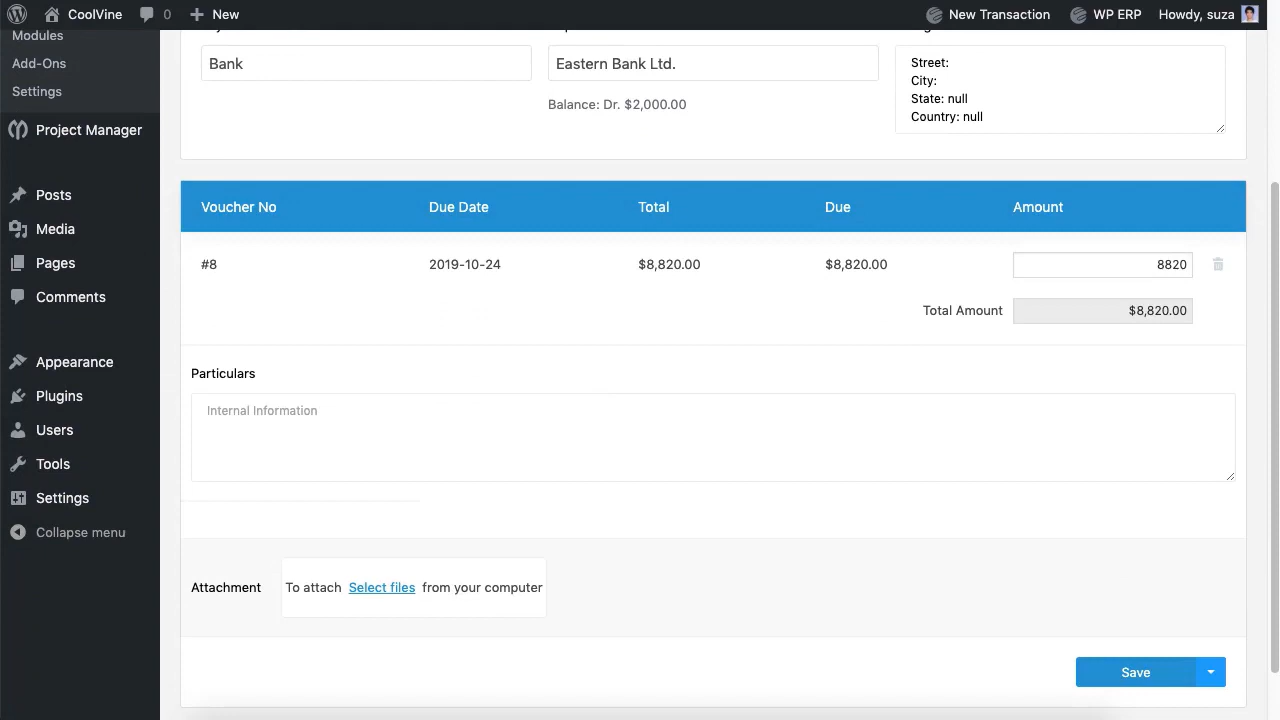 CoolVine 0 New New Transaction WP ERP Howdy, suza
Modules
Add-Ons
Settings
Project Manager
Posts
Media
Pages
Comments
Appearance
Plugins
Users
Tools
Settings
Collapse menu
Bank
Eastern Bank Ltd.
Balance: Dr. $2,000.00
Street:
City:
State: null
Country: null
Voucher No Due Date Total Due Amount
#8 2019-10-24 $8,820.00 $8,820.00 8820
Total Amount $8,820.00
Particulars
Internal Information
Attachment To attach Select files from your computer
Save